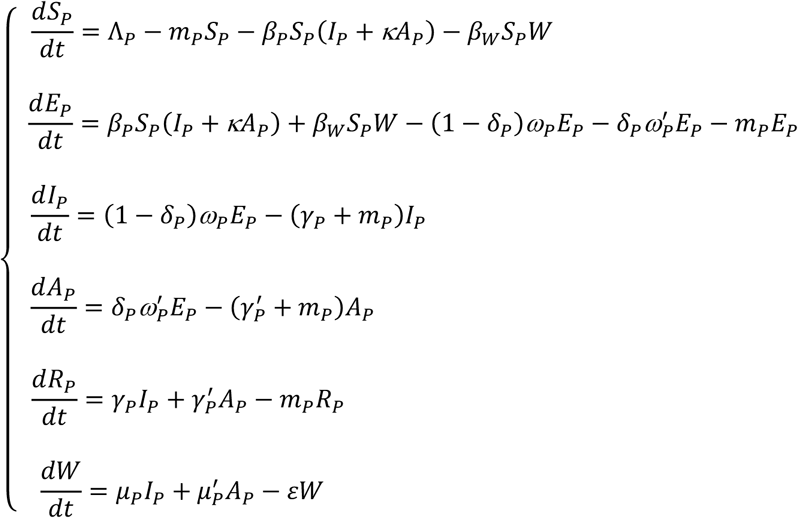 dS_P/dt = Λ_P − m_P S_P − β_P S_P(I_P + κA_P) − β_W S_P W
dE_P/dt = β_P S_P(I_P + κA_P) + β_W S_P W − (1 − δ_P)ω_P E_P − δ_P ω′_P E_P − m_P E_P
dI_P/dt = (1 − δ_P)ω_P E_P − (γ_P + m_P)I_P
dA_P/dt = δ_P ω′_P E_P − (γ′_P + m_P)A_P
dR_P/dt = γ_P I_P + γ′_P A_P − m_P R_P
dW/dt = μ_P I_P + μ′_P A_P − εW